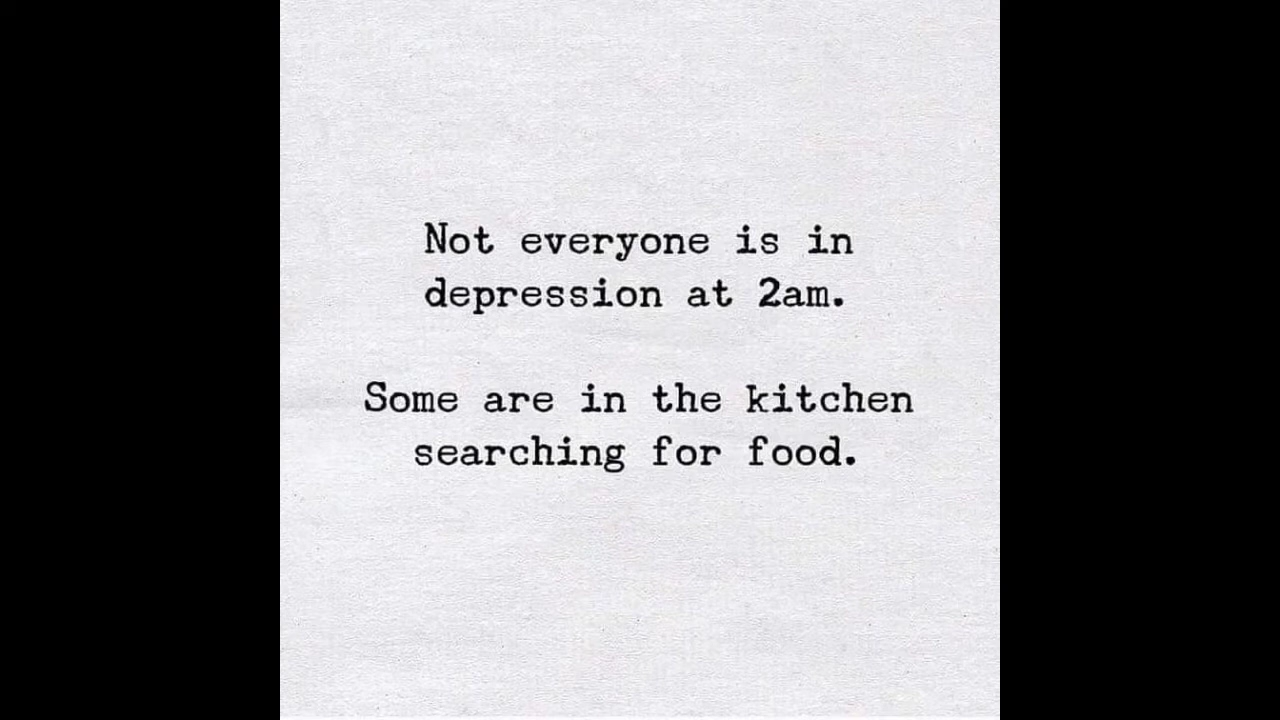 Not everyone is in
depression at 2am.
Some are in the kitchen
searching for food.